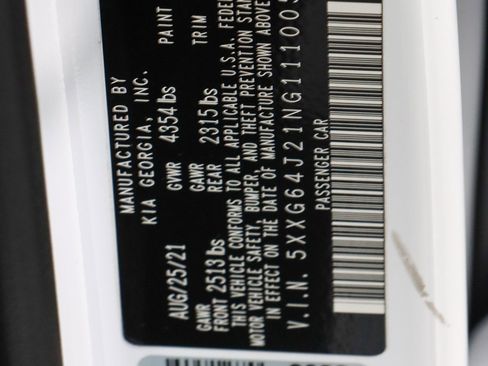 MANUFACTURED BY
KIA GEORGIA, INC.
AUG/25/21 GVWR 4354 lbs PAINT
GAWR FRONT 2513 lbs GAWR REAR 2315 lbs TRIM
THIS VEHICLE CONFORMS TO ALL APPLICABLE U.S.A. FEDE
MOTOR VEHICLE SAFETY, BUMPER, AND THEFT PREVENTION STAN
IN EFFECT ON THE DATE OF MANUFACTURE SHOWN ABOVE
V.I.N. 5XXG64J21NG11100
PASSENGER CAR